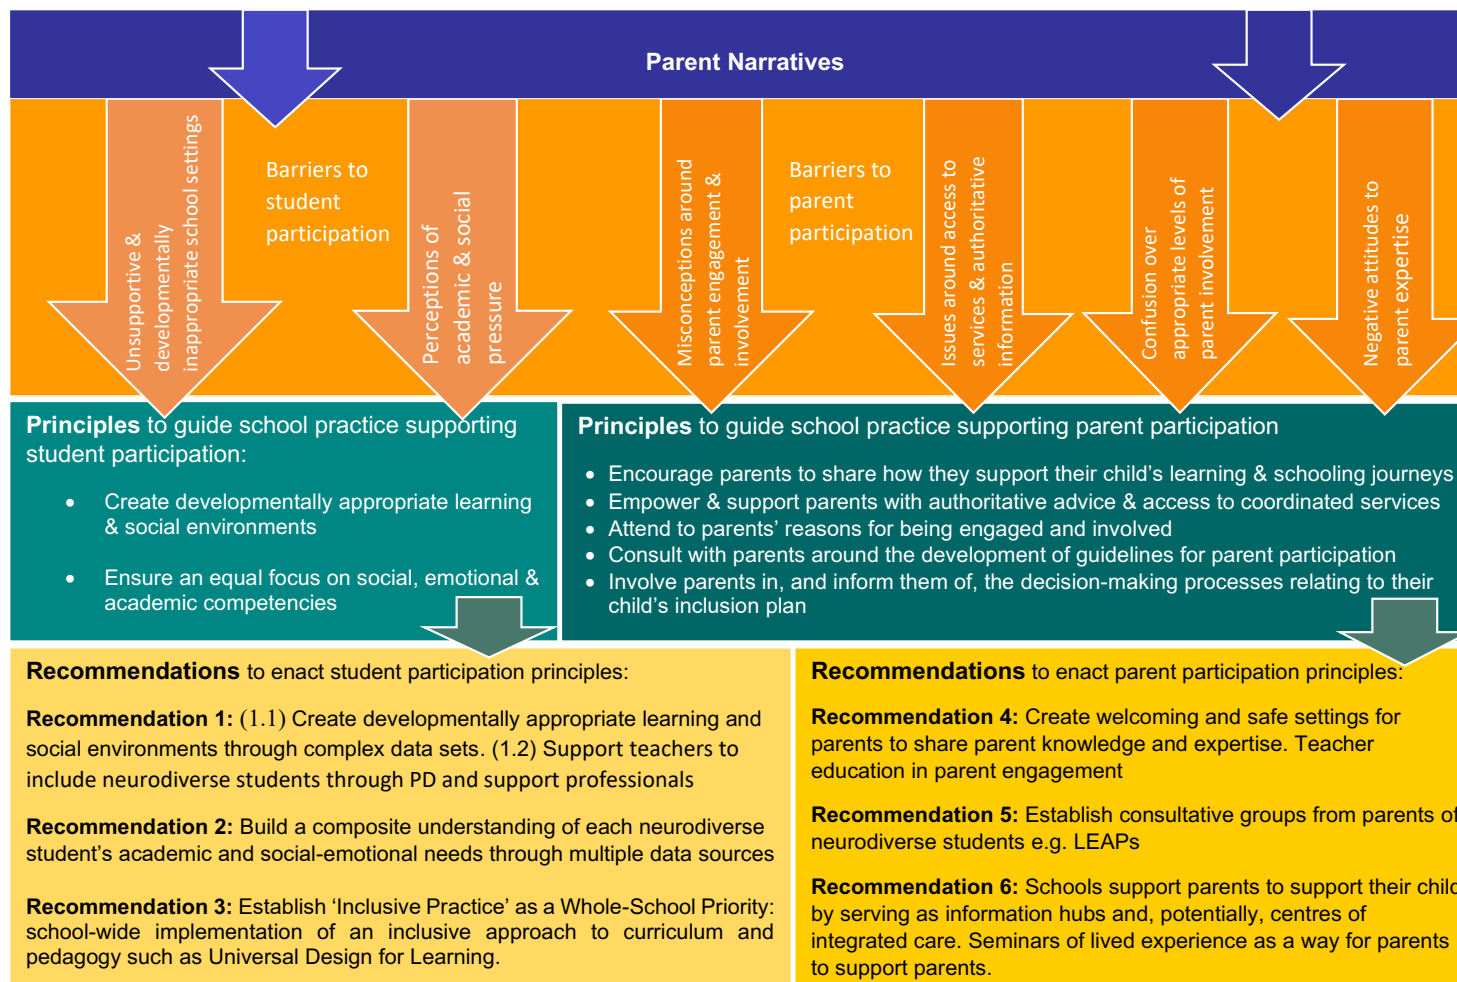 Parent Narratives
Unsupportive &
developmentally
inappropriate school settings
Barriers to
student
participation
Perceptions of
academic & social
pressure
Misconceptions around
parent engagement &
involvement
Barriers to
parent
participation
Issues around access to
services & authoritative
information
Confusion over
appropriate levels of
parent involvement
Negative attitudes to
parent expertise
Principles to guide school practice supporting
student participation:
• Create developmentally appropriate learning
& social environments
• Ensure an equal focus on social, emotional &
academic competencies
Principles to guide school practice supporting parent participation
• Encourage parents to share how they support their child’s learning & schooling journeys
• Empower & support parents with authoritative advice & access to coordinated services
• Attend to parents’ reasons for being engaged and involved
• Consult with parents around the development of guidelines for parent participation
• Involve parents in, and inform them of, the decision-making processes relating to their
child’s inclusion plan
Recommendations to enact student participation principles:
Recommendation 1: (1.1) Create developmentally appropriate learning and
social environments through complex data sets. (1.2) Support teachers to
include neurodiverse students through PD and support professionals
Recommendation 2: Build a composite understanding of each neurodiverse
student’s academic and social-emotional needs through multiple data sources
Recommendation 3: Establish ‘Inclusive Practice’ as a Whole-School Priority:
school-wide implementation of an inclusive approach to curriculum and
pedagogy such as Universal Design for Learning.
Recommendations to enact parent participation principles:
Recommendation 4: Create welcoming and safe settings for
parents to share parent knowledge and expertise. Teacher
education in parent engagement
Recommendation 5: Establish consultative groups from parents of
neurodiverse students e.g. LEAPs
Recommendation 6: Schools support parents to support their child
by serving as information hubs and, potentially, centres of
integrated care. Seminars of lived experience as a way for parents
to support parents.